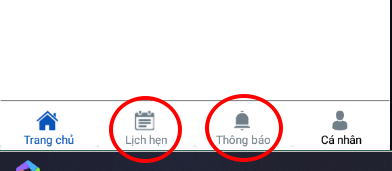 Trang chủ Lịch hẹn Thông báo Cá nhân